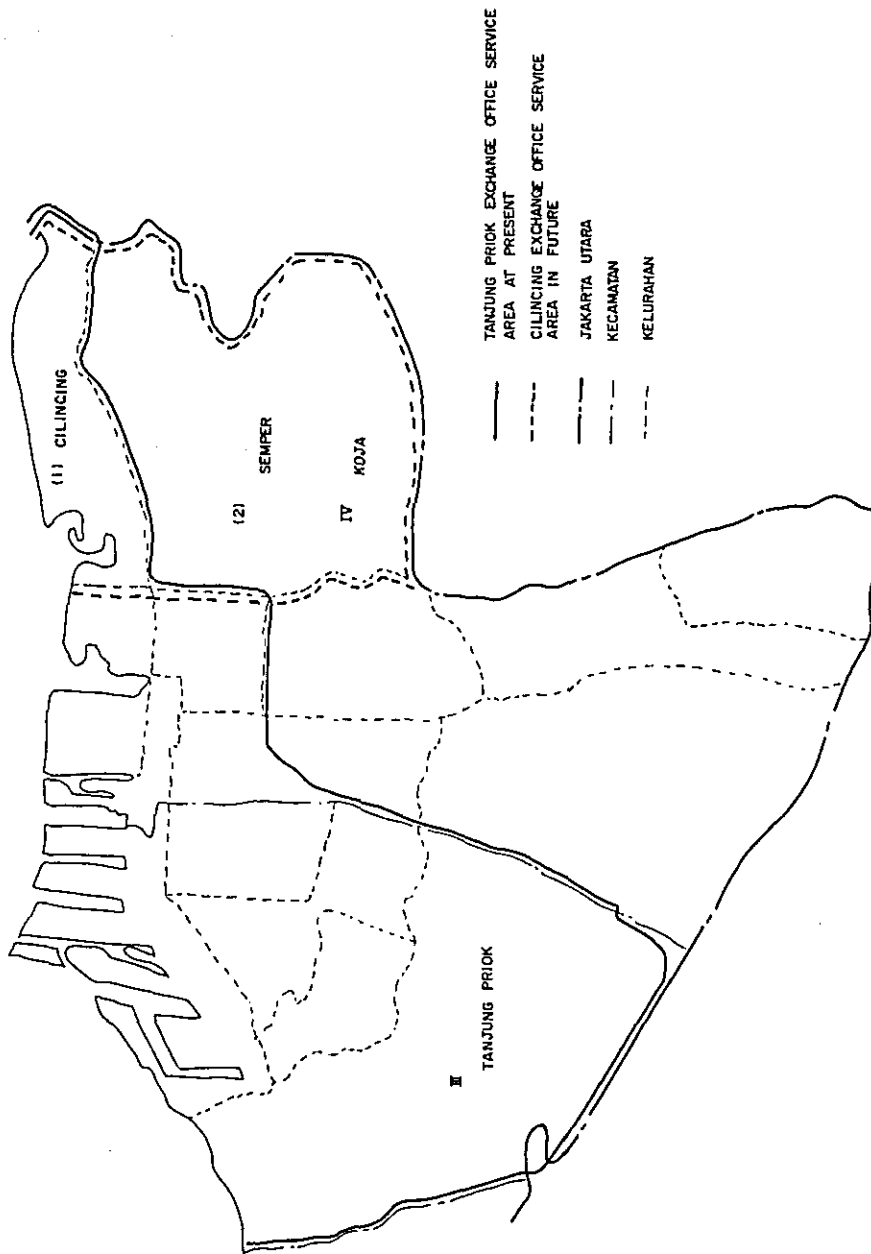 (1) CILINCING
(2)
SEMPER
IV
KOJA
III
TANJUNG PRIOK
TANJUNG PRIOK EXCHANGE OFFICE SERVICE
AREA AT PRESENT
CILINCING EXCHANGE OFFICE SERVICE
AREA IN FUTURE
JAKARTA UTARA
KECAMATAN
KELURAHAN